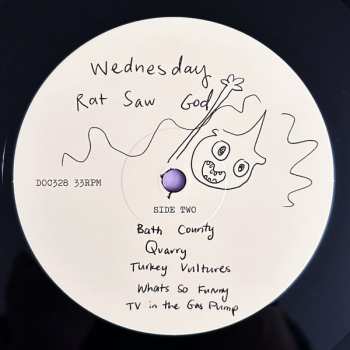 Wednesday
Rat Saw God
DOC328 33RPM
SIDE TWO
Bath County
Quarry
Turkey Vultures
Whats So Funny
TV in the Gas Pump